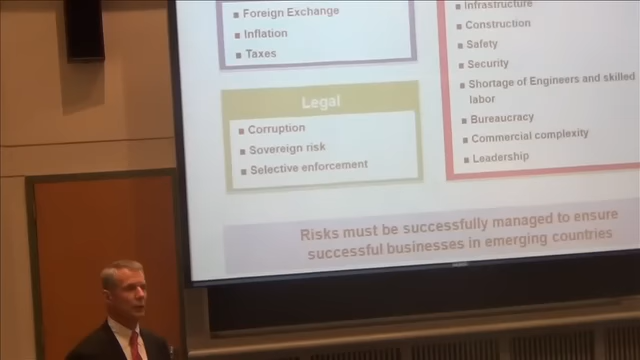 Foreign Exchange
Inflation
Taxes
Legal
Corruption
Sovereign risk
Selective enforcement
Infrastructure
Construction
Safety
Security
Shortage of Engineers and skilled
labor
Bureaucracy
Commercial complexity
Leadership
Risks must be successfully managed to ensure
successful businesses in emerging countries